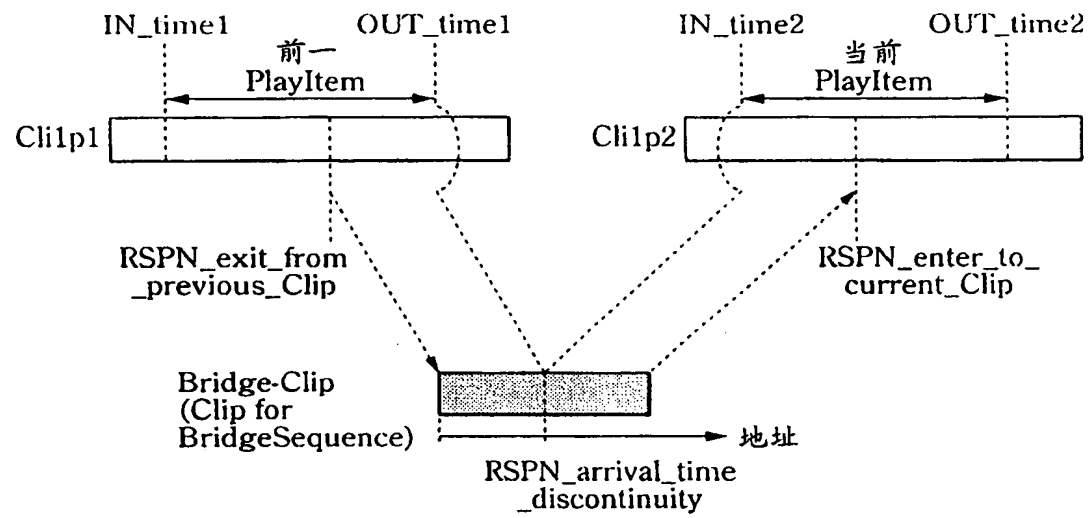 IN_time1
OUT_time1
IN_time2
OUT_time2
前一
PlayItem
当前
PlayItem
Cli1p1
Cli1p2
RSPN_exit_from
_previous_Clip
RSPN_enter_to_
current_Clip
Bridge-Clip
(Clip for
BridgeSequence)
地址
RSPN_arrival_time
_discontinuity